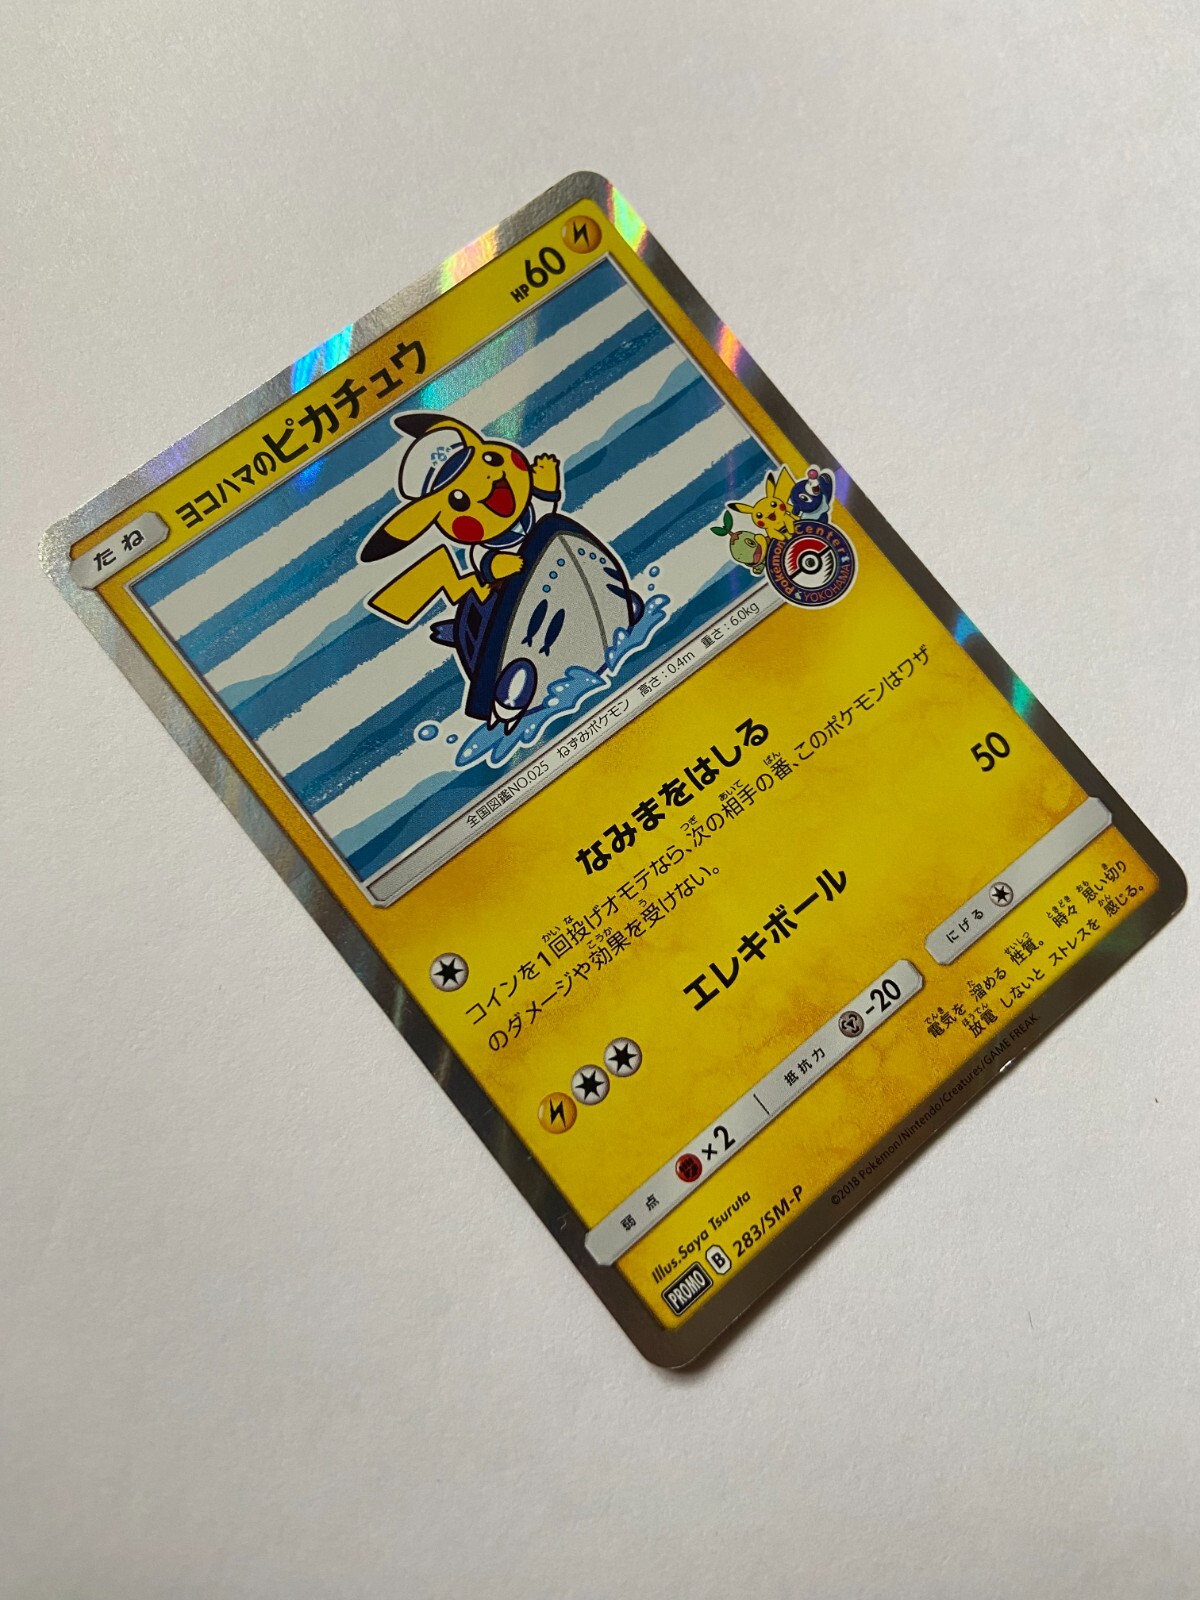 たね
ヨコハマのピカチュウ
HP60
Pokémon Center
YOKOHAMA
全国図鑑NO.025 ねずみポケモン 高さ：0.4m 重さ：6.0kg
なみまをはしる
コインを1回投げオモテなら、次の相手の番、このポケモンはワザ
のダメージや効果を受けない。
エレキボール 50
弱点 ×2 抵抗力 -20 にげる
Illus.Saya Tsuruta
PROMO B 283/SM-P
電気を 溜める 性質。 時々 思い切り
放電 しないと ストレスを 感じる。
©2018 Pokémon/Nintendo/Creatures/GAME FREAK.